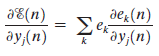 ∂ℰ(n)/∂y_j(n) = ∑_k e_k ∂e_k(n)/∂y_j(n)